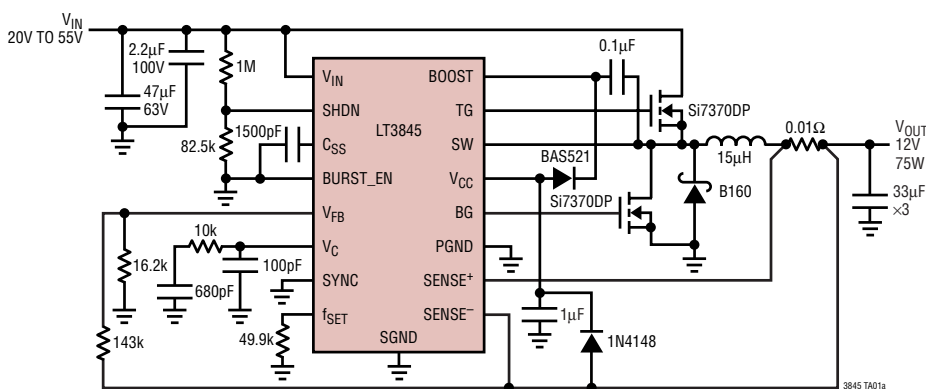 V_IN
20V TO 55V
2.2µF
100V
47µF
63V
1M
82.5k
1500pF
16.2k
143k
10k
680pF
100pF
49.9k
V_IN
SHDN
C_SS
BURST_EN
V_FB
V_C
SYNC
f_SET
SGND
LT3845
BOOST
TG
SW
V_CC
BG
PGND
SENSE+
SENSE–
0.1µF
Si7370DP
BAS521
Si7370DP
15µH
B160
0.01Ω
V_OUT
12V
75W
33µF
×3
1µF
1N4148
3845 TA01a